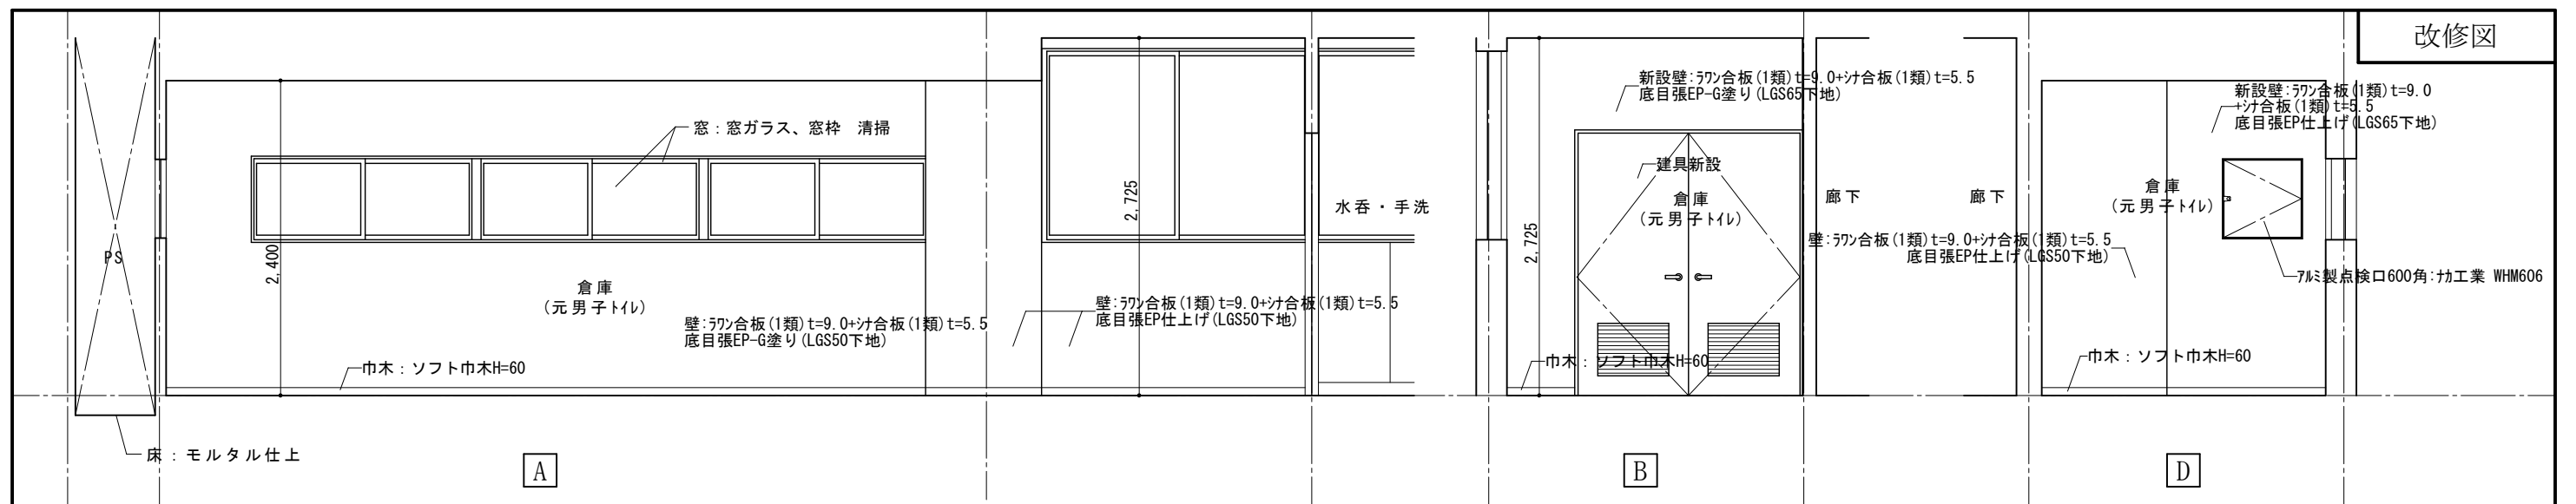 改修図
新設壁:ﾗﾜﾝ合板(1類)t=9.0+ｼﾅ合板(1類)t=5.5
底目張EP-G塗り(LGS65下地)
新設壁:ﾗﾜﾝ合板(1類)t=9.0
+ｼﾅ合板(1類)t=5.5
底目張EP仕上げ(LGS65下地)
窓：窓ガラス、窓枠　清掃
建具新設
倉庫
(元男子ﾄｲﾚ)
水呑・手洗
廊下
廊下
倉庫
(元男子ﾄｲﾚ)
2,725
2,725
2,400
PS
壁:ﾗﾜﾝ合板(1類)t=9.0+ｼﾅ合板(1類)t=5.5
底目張EP仕上げ(LGS50下地)
ｱﾙﾐ製点検口600角:ﾅｶ工業 WHM606
倉庫
(元男子ﾄｲﾚ)
壁:ﾗﾜﾝ合板(1類)t=9.0+ｼﾅ合板(1類)t=5.5
底目張EP-G塗り(LGS50下地)
壁:ﾗﾜﾝ合板(1類)t=9.0+ｼﾅ合板(1類)t=5.5
底目張EP仕上げ(LGS50下地)
巾木：ソフト巾木H=60
巾木：ソフト巾木H=60
巾木：ソフト巾木H=60
床：モルタル仕上
A
B
D